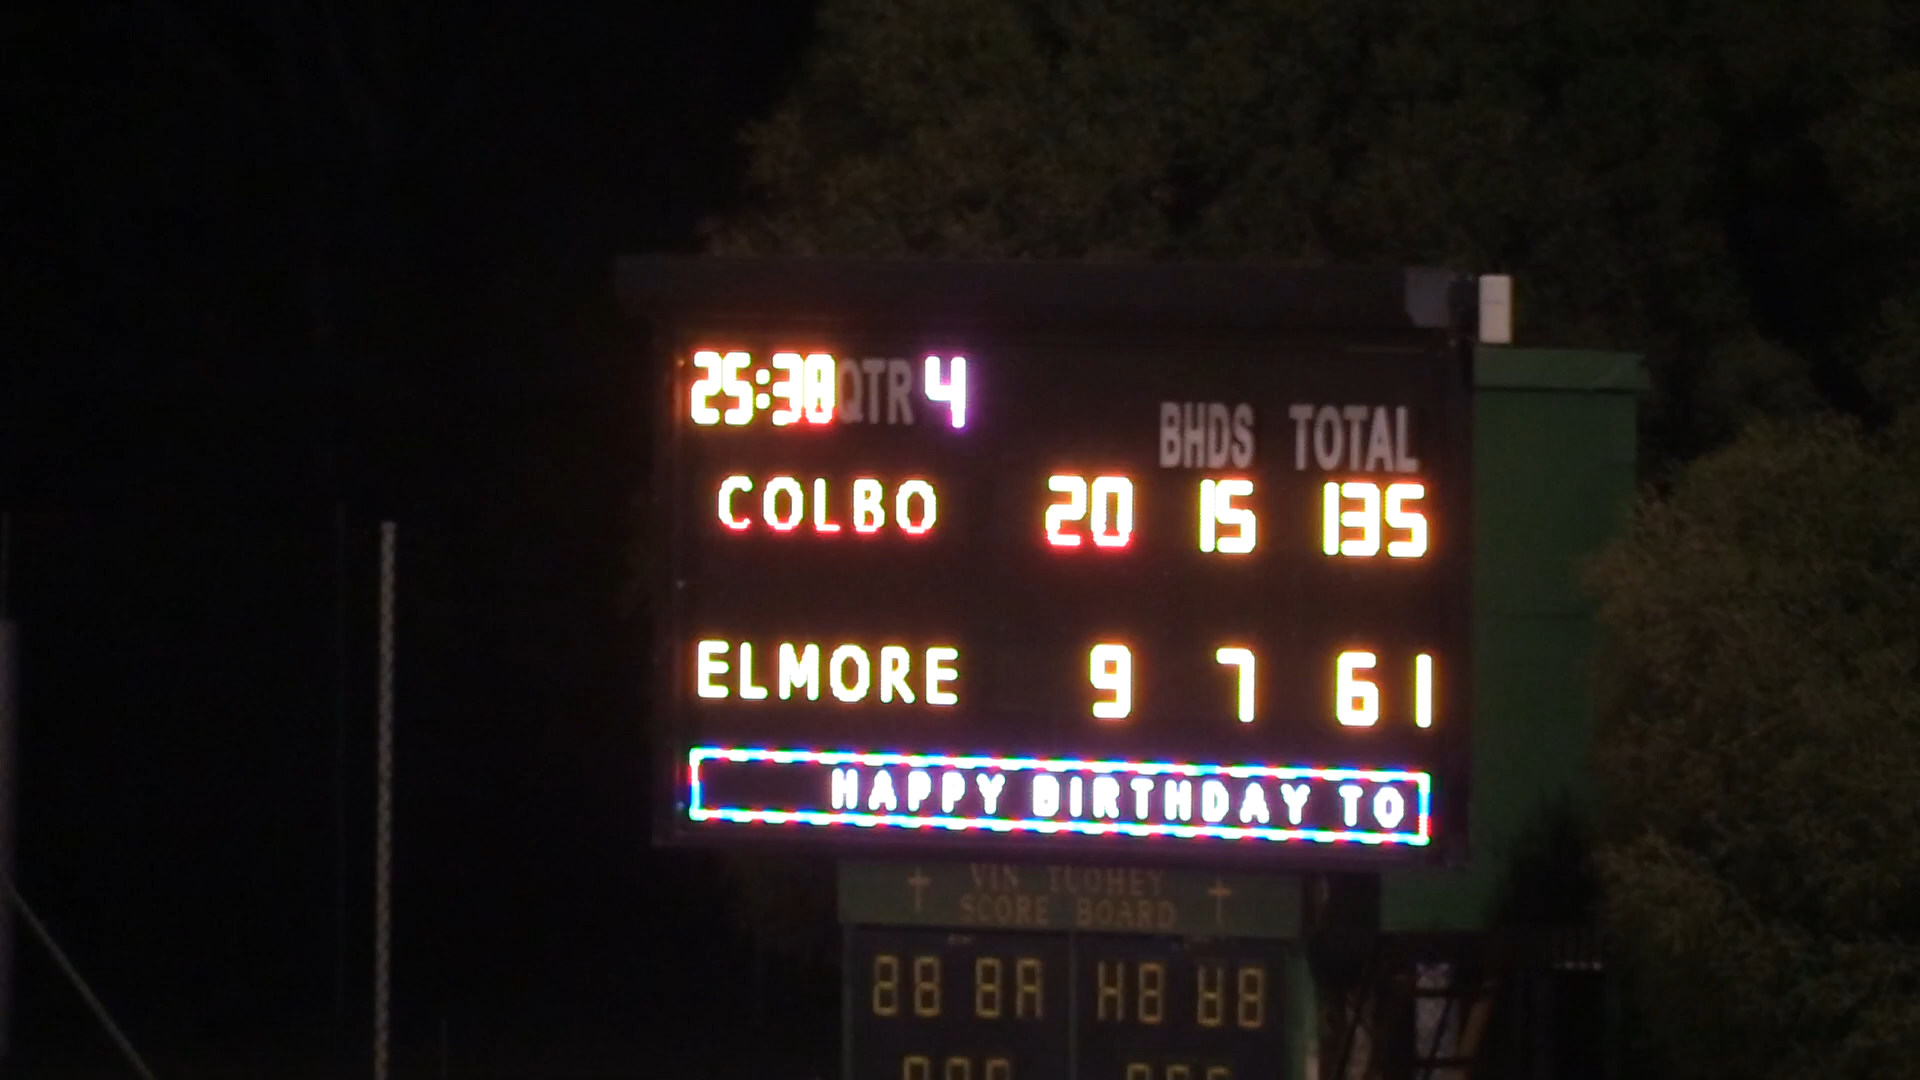 25:38 QTR 4
BHDS TOTAL
COLBO 20 15 135
ELMORE 9 7 61
HAPPY BIRTHDAY TO
VIN TUOHEY
SCORE BOARD